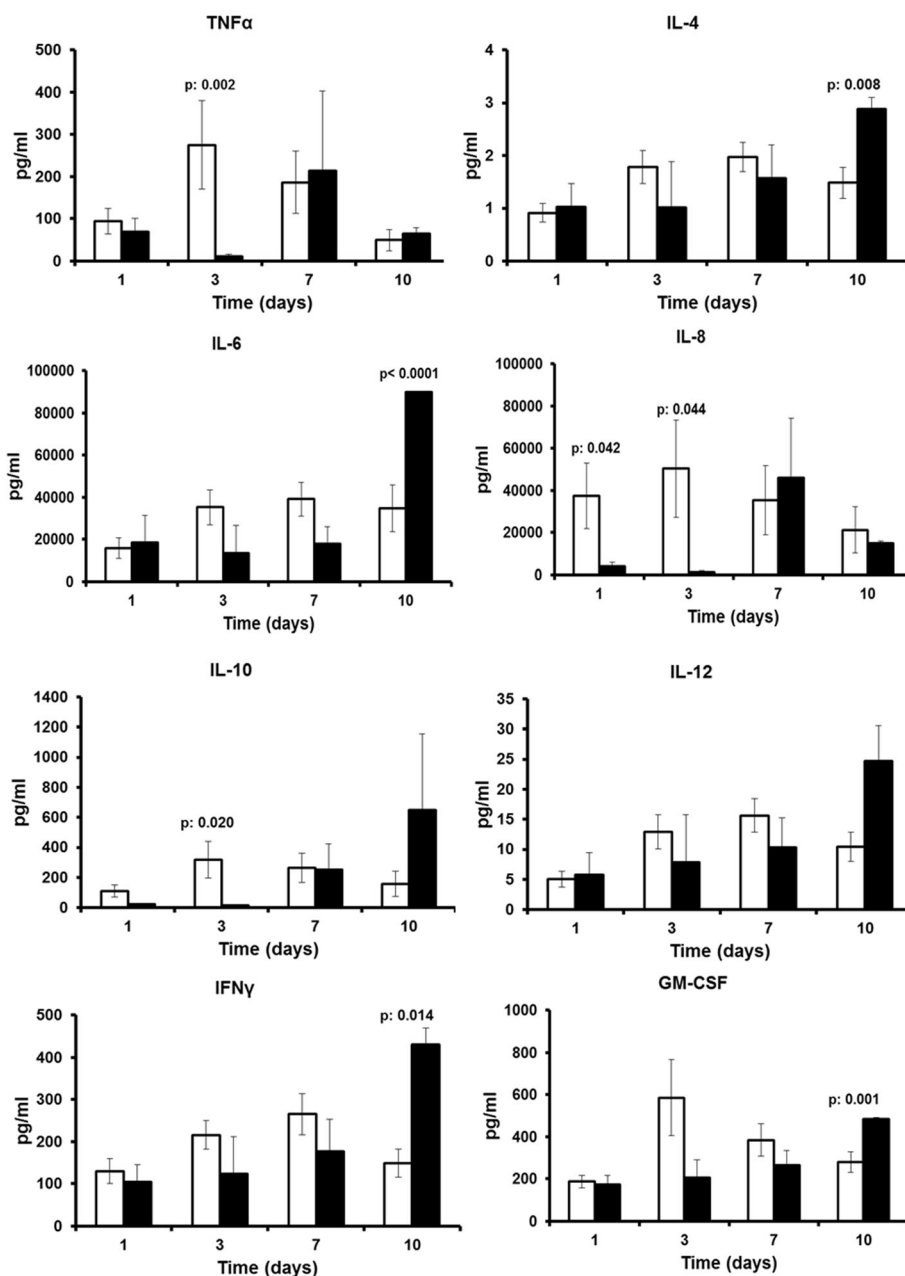 TNFα
500
400
300
200
100
0
pg/ml
p: 0.002
1 3 7 10
Time (days)
IL-4
4
3
2
1
0
pg/ml
p: 0.008
1 3 7 10
Time (days)
IL-6
100000
80000
60000
40000
20000
0
pg/ml
p< 0.0001
1 3 7 10
Time (days)
IL-8
100000
80000
60000
40000
20000
0
pg/ml
p: 0.042
p: 0.044
1 3 7 10
Time (days)
IL-10
1400
1200
1000
800
600
400
200
0
pg/ml
p: 0.020
1 3 7 10
Time (days)
IL-12
35
30
25
20
15
10
5
0
pg/ml
1 3 7 10
Time (days)
IFNγ
500
400
300
200
100
0
pg/ml
p: 0.014
1 3 7 10
Time (days)
GM-CSF
1000
800
600
400
200
0
pg/ml
p: 0.001
1 3 7 10
Time (days)